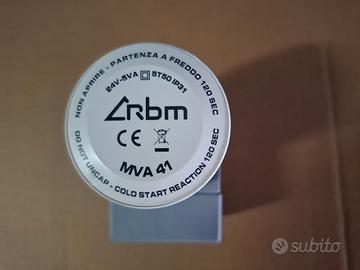 NON APRIRE - PARTENZA A FREDDO 120 SEC
24V-5VA ST50 IP31
rbm
CE
MVA 41
DO NOT UNCAP - COLD START REACTION 120 SEC
subito